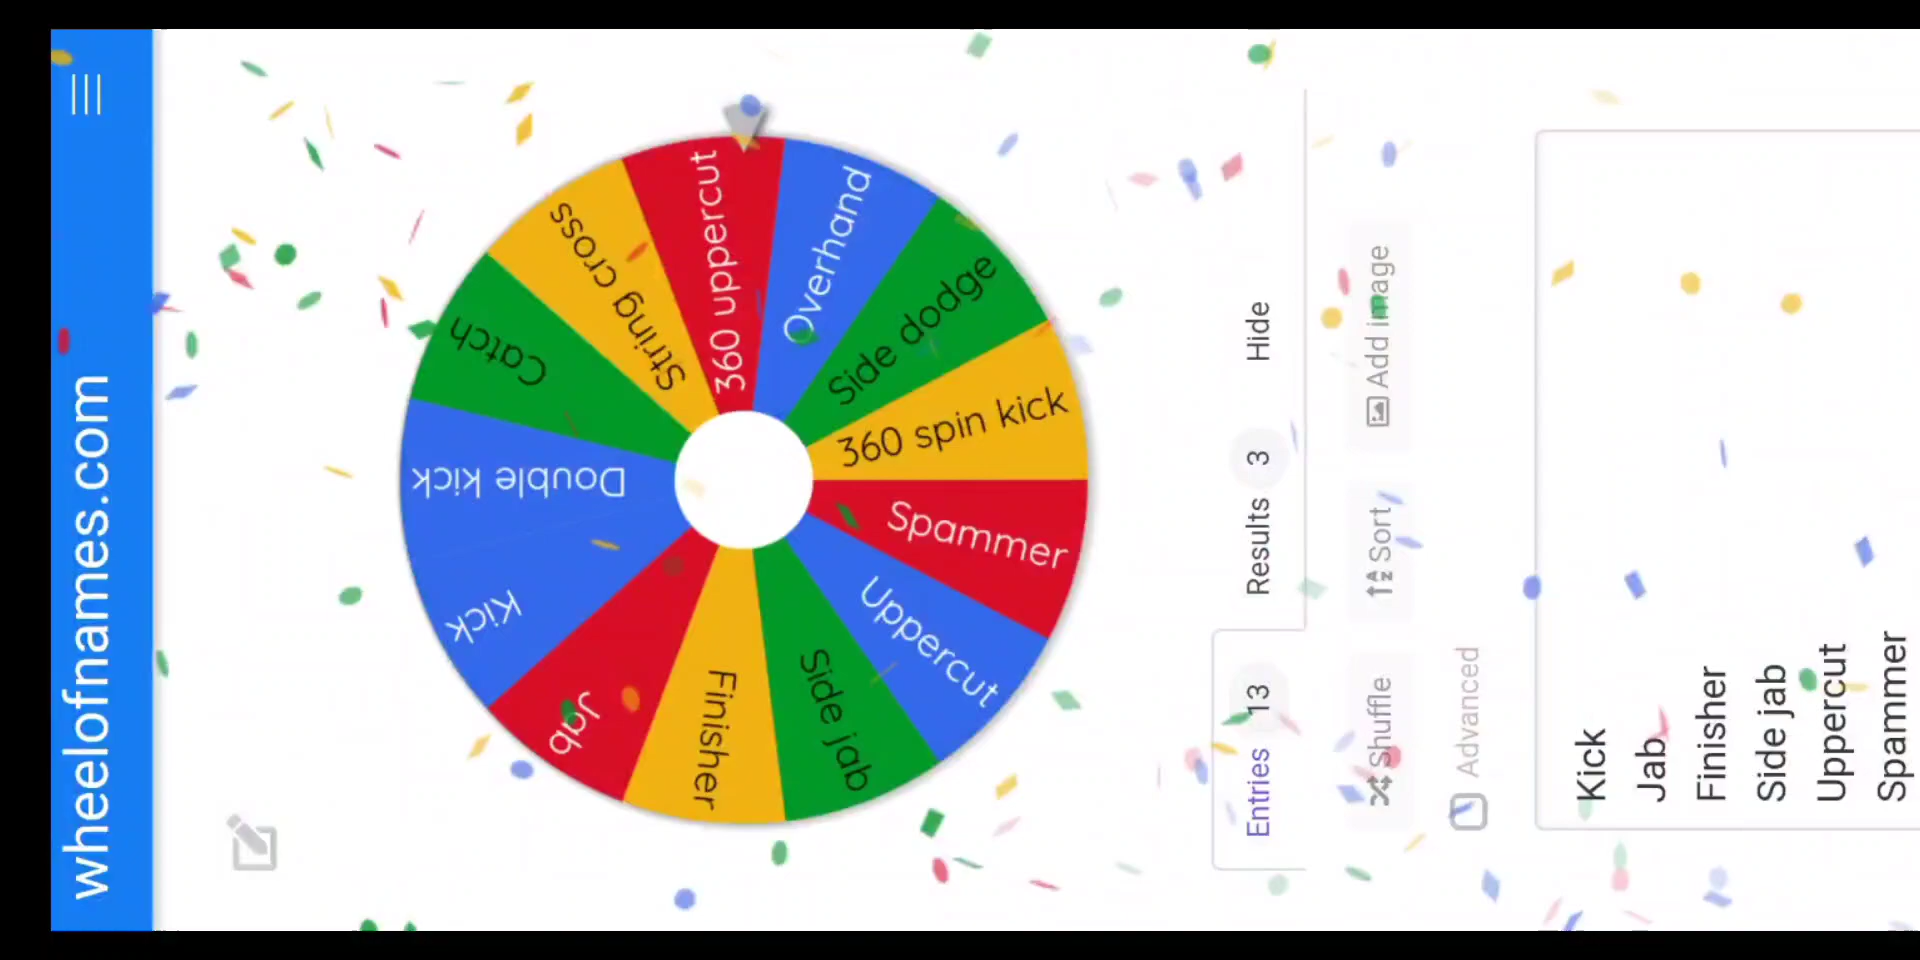 wheelofnames.com
360 uppercut
Overhand
Side dodge
360 spin kick
Spammer
Uppercut
Side jab
Finisher
Jab
Kick
Double kick
Catch
String cross
Entries 13
Results 3
Hide
Shuffle
Sort
Add image
Advanced
Kick
Jab
Finisher
Side jab
Uppercut
Spammer